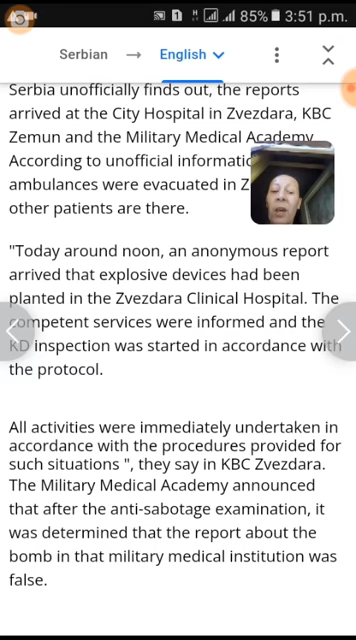 85% 3:51 p.m.
Serbian → English
Serbia unofficially finds out, the reports
arrived at the City Hospital in Zvezdara, KBC
Zemun and the Military Medical Academy
According to unofficial
ambulances were evacuated in
other patients are there.
"Today around noon, an anonymous report
arrived that explosive devices had been
planted in the Zvezdara Clinical Hospital. The
competent services were informed and the
KD inspection was started in accordance with
the protocol.
All activities were immediately undertaken in
accordance with the procedures provided for
such situations ", they say in KBC Zvezdara.
The Military Medical Academy announced
that after the anti-sabotage examination, it
was determined that the report about the
bomb in that military medical institution was
false.